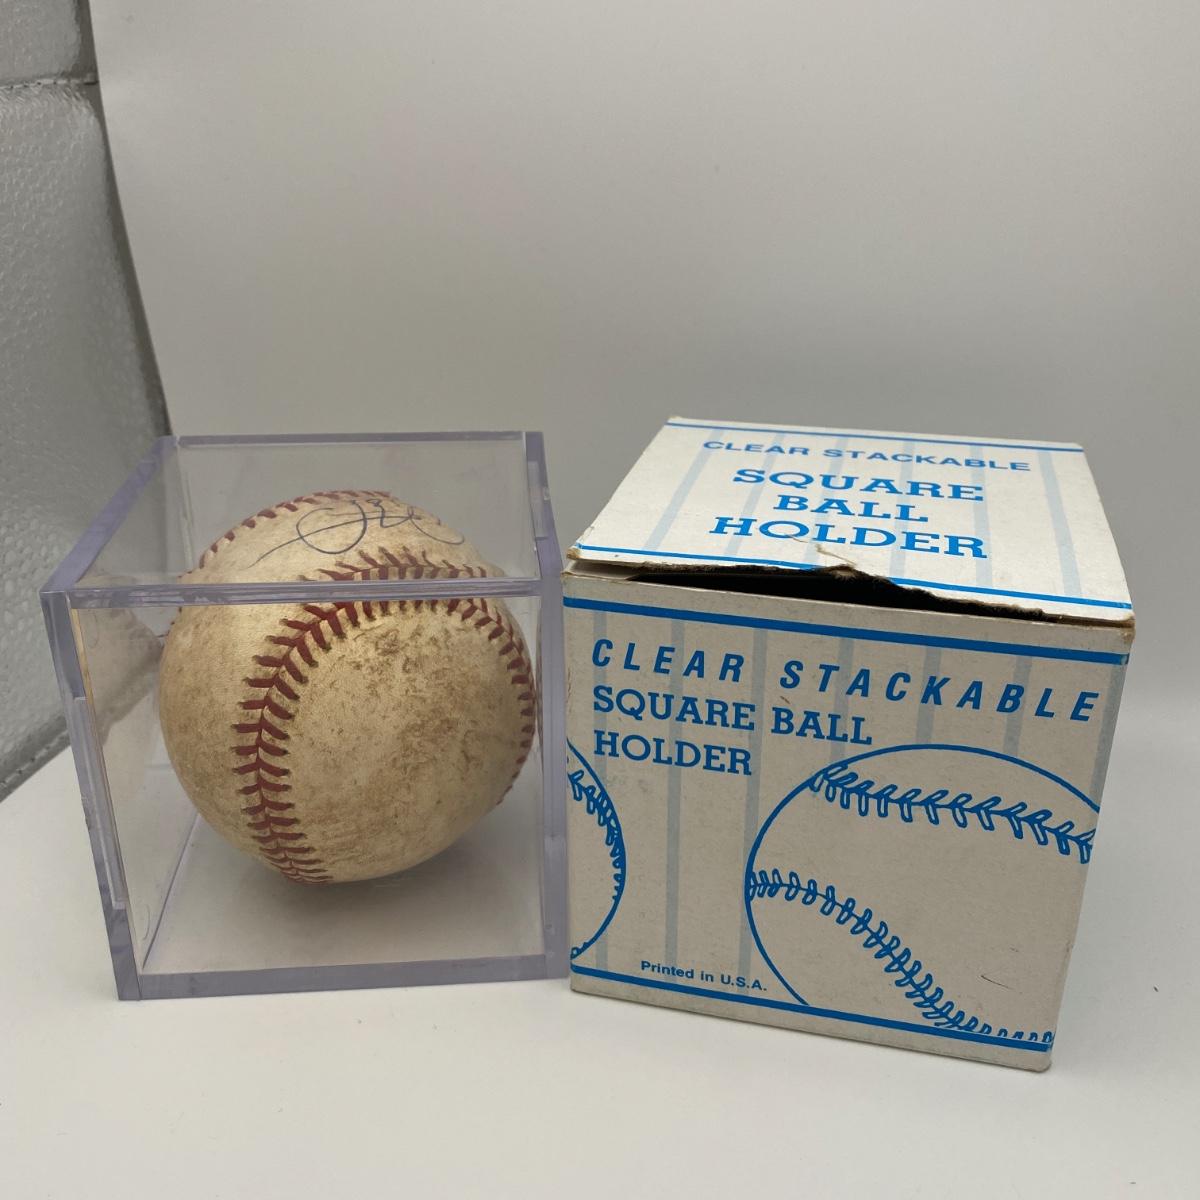 CLEAR STACKABLE
SQUARE
BALL
HOLDER
CLEAR STACKABLE
SQUARE BALL
HOLDER
Printed in U.S.A.